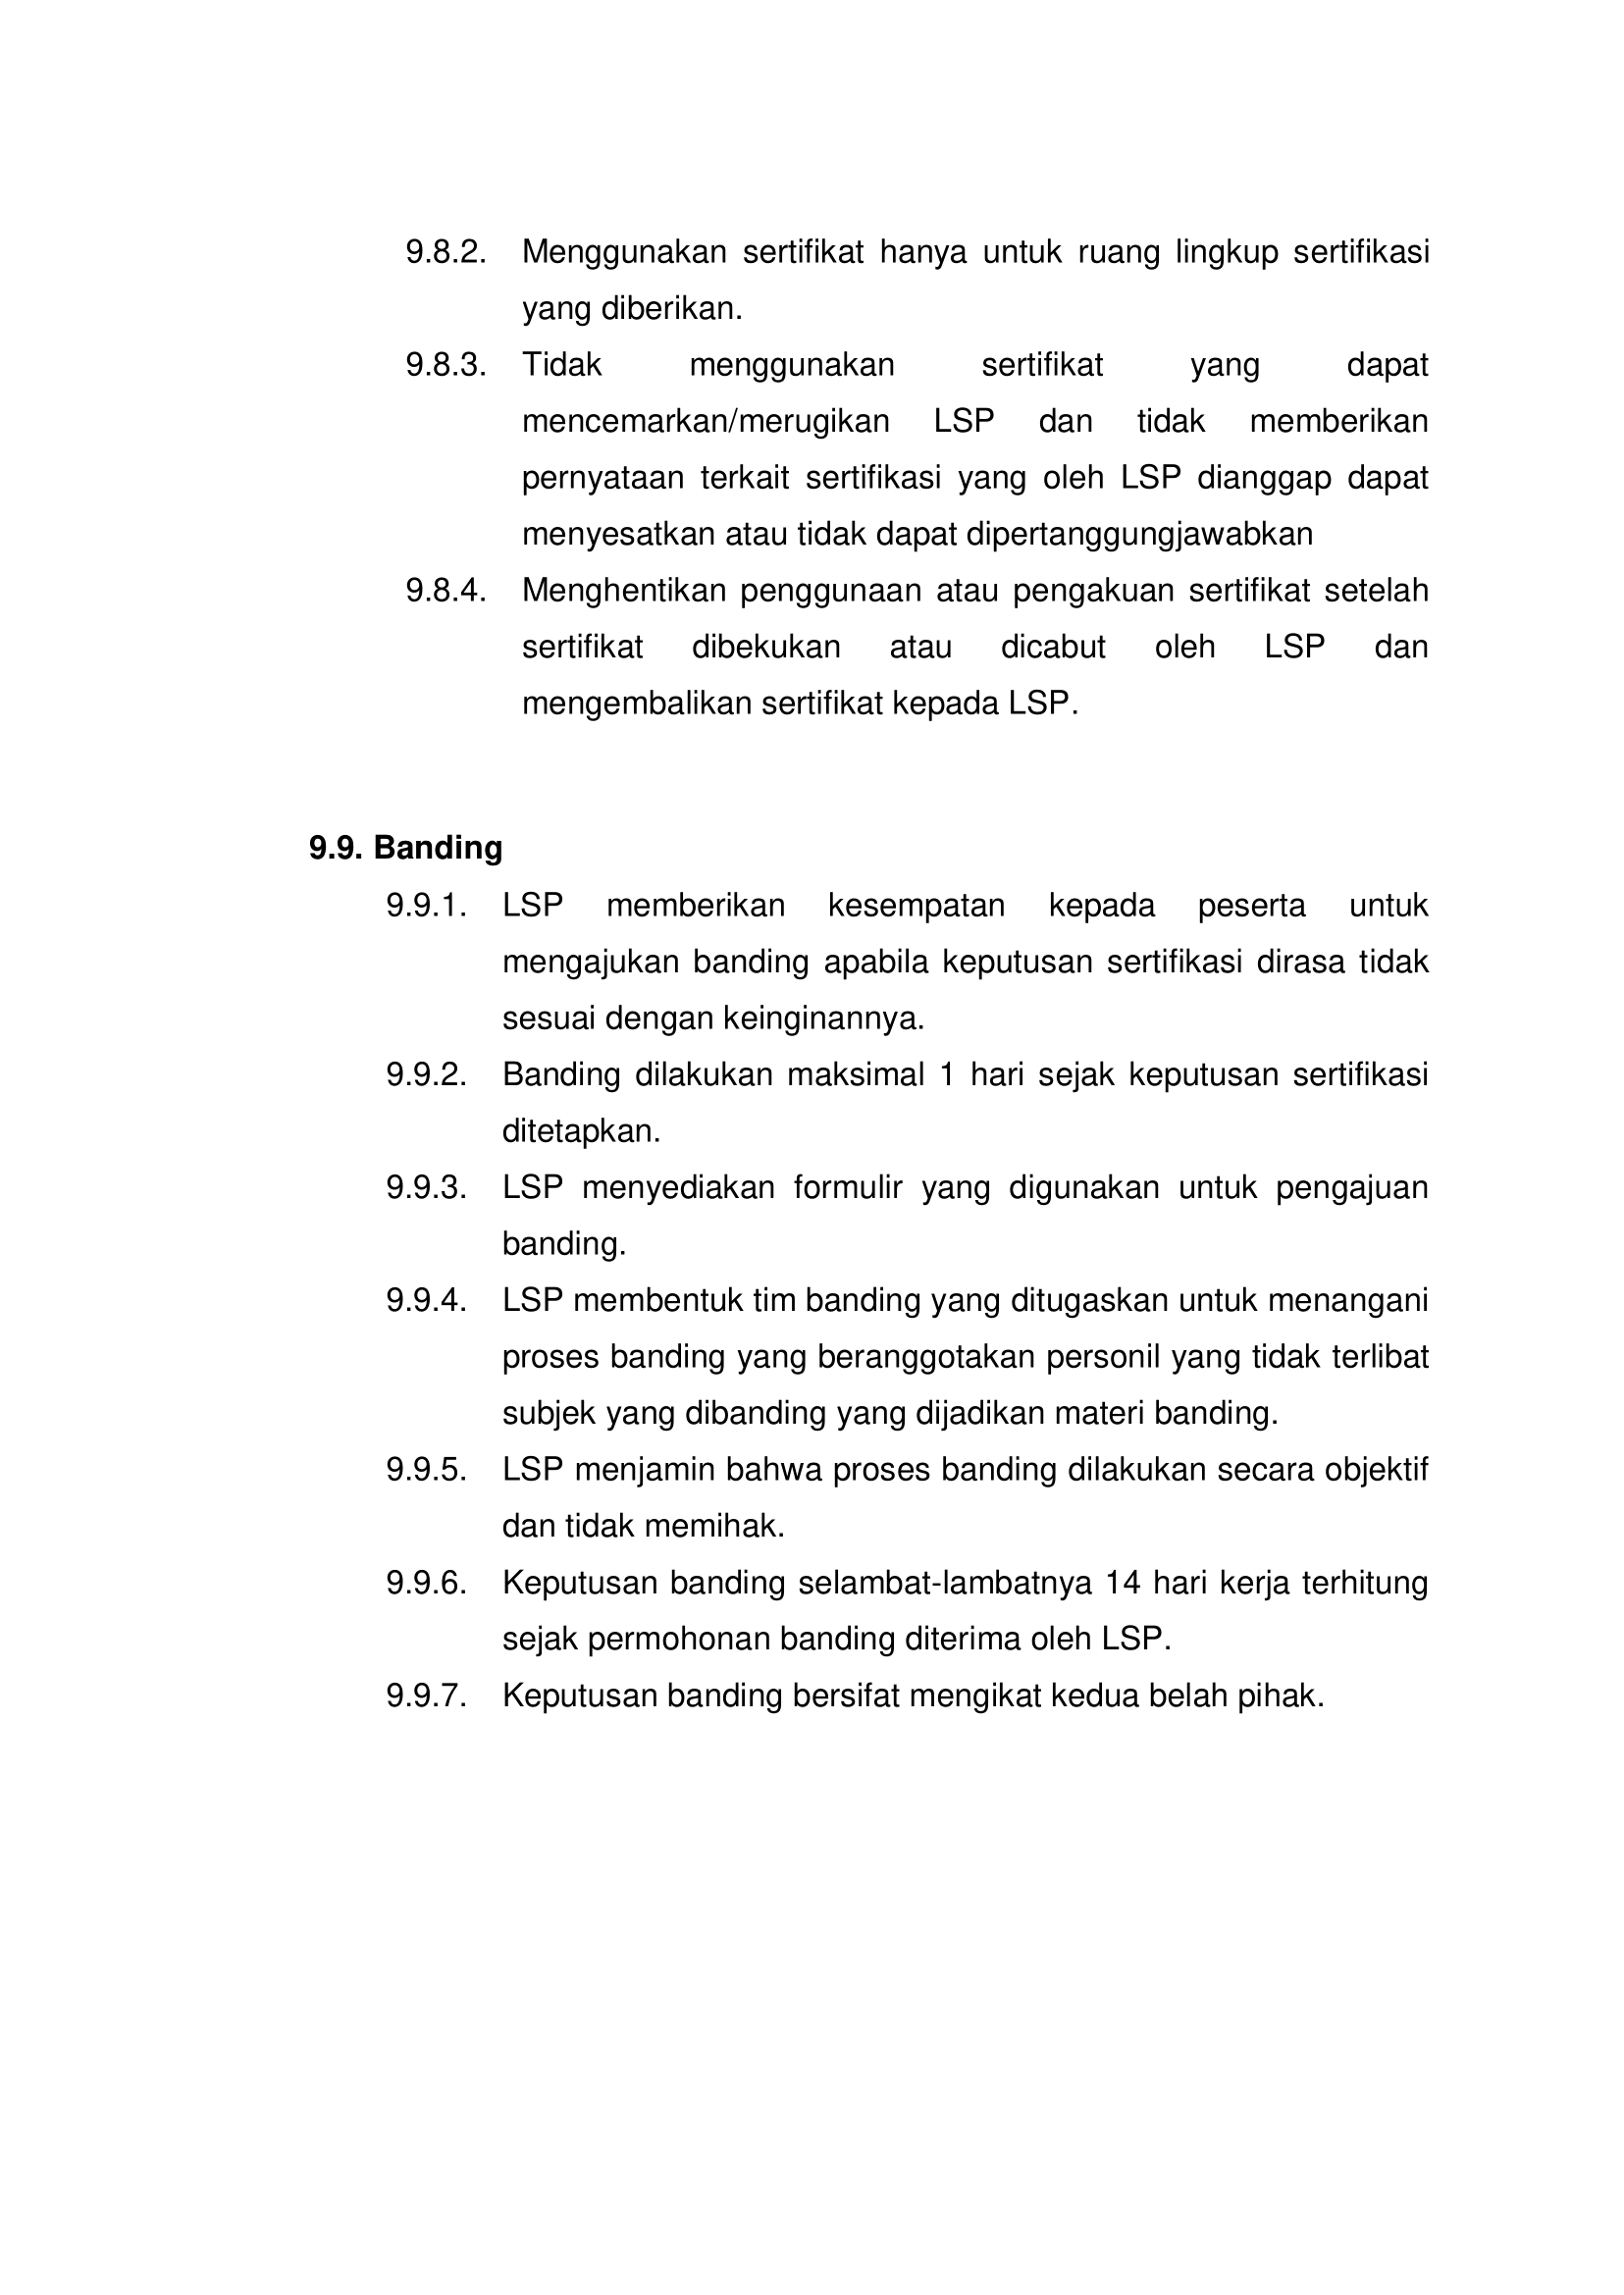 9.8.2. Menggunakan sertifikat hanya untuk ruang lingkup sertifikasi
yang diberikan.
9.8.3. Tidak menggunakan sertifikat yang dapat
mencemarkan/merugikan LSP dan tidak memberikan
pernyataan terkait sertifikasi yang oleh LSP dianggap dapat
menyesatkan atau tidak dapat dipertanggungjawabkan
9.8.4. Menghentikan penggunaan atau pengakuan sertifikat setelah
sertifikat dibekukan atau dicabut oleh LSP dan
mengembalikan sertifikat kepada LSP.
9.9. Banding
9.9.1. LSP memberikan kesempatan kepada peserta untuk
mengajukan banding apabila keputusan sertifikasi dirasa tidak
sesuai dengan keinginannya.
9.9.2. Banding dilakukan maksimal 1 hari sejak keputusan sertifikasi
ditetapkan.
9.9.3. LSP menyediakan formulir yang digunakan untuk pengajuan
banding.
9.9.4. LSP membentuk tim banding yang ditugaskan untuk menangani
proses banding yang beranggotakan personil yang tidak terlibat
subjek yang dibanding yang dijadikan materi banding.
9.9.5. LSP menjamin bahwa proses banding dilakukan secara objektif
dan tidak memihak.
9.9.6. Keputusan banding selambat-lambatnya 14 hari kerja terhitung
sejak permohonan banding diterima oleh LSP.
9.9.7. Keputusan banding bersifat mengikat kedua belah pihak.